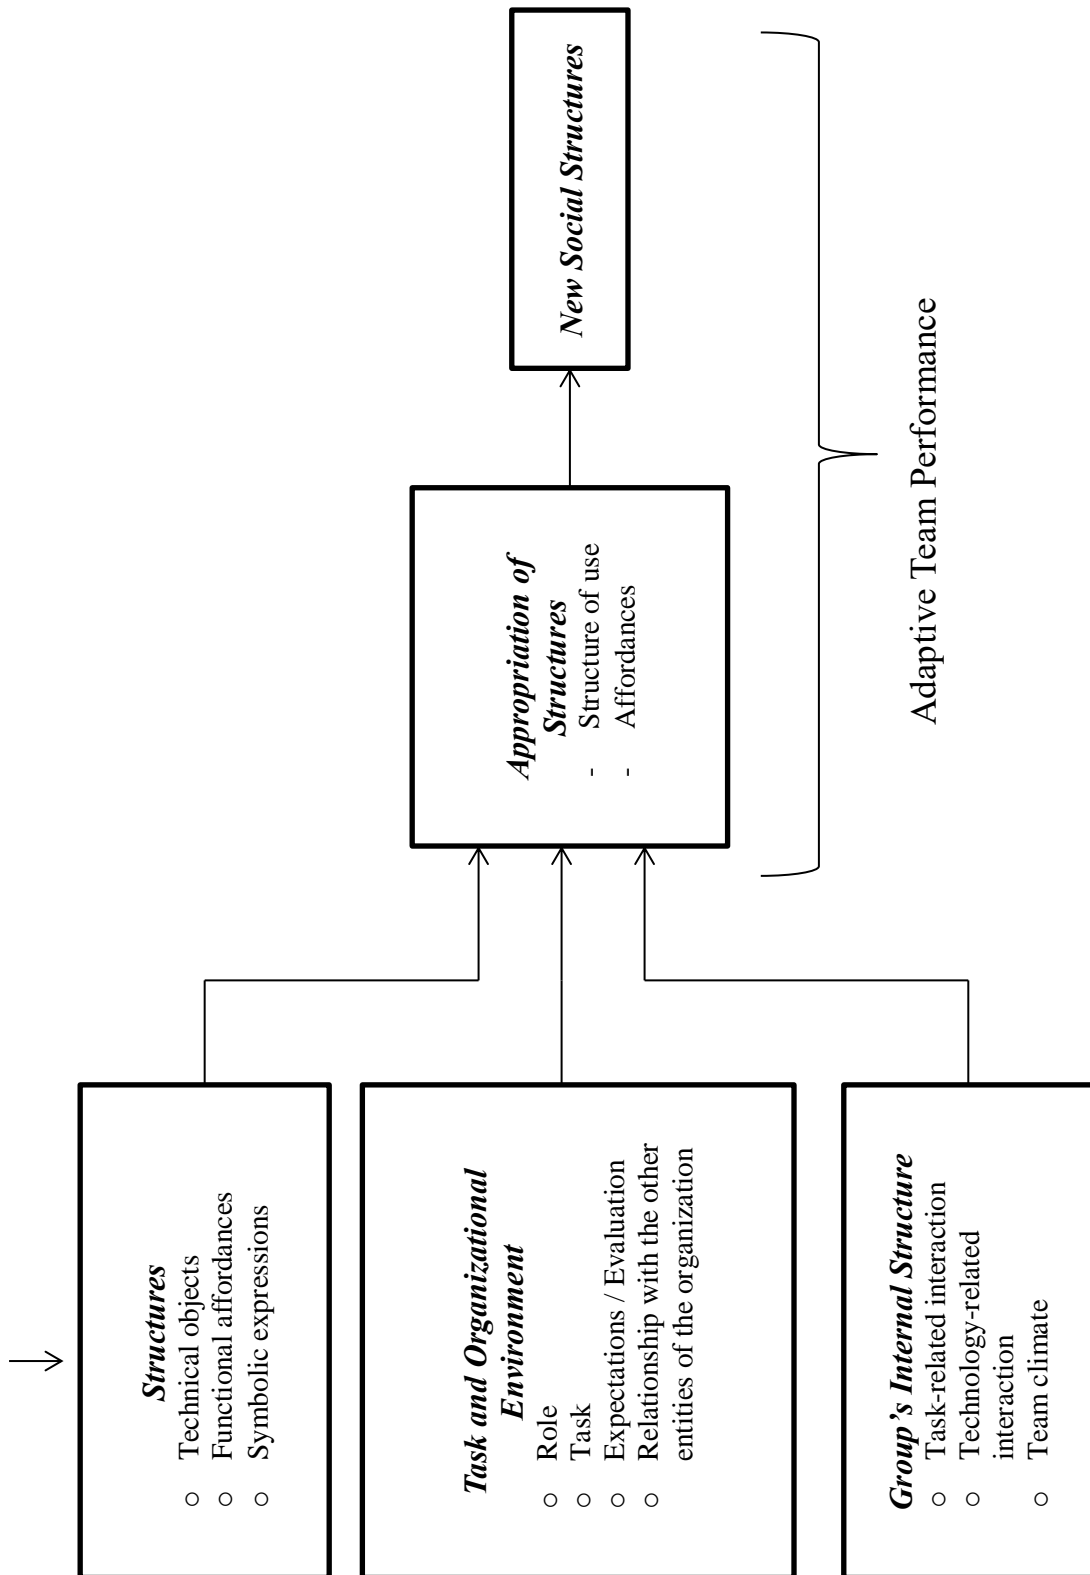 Structures
○ Technical objects
○ Functional affordances
○ Symbolic expressions
Task and Organizational
Environment
○ Role
○ Task
○ Expectations / Evaluation
○ Relationship with the other
entities of the organization
Group’s Internal Structure
○ Task-related interaction
○ Technology-related
interaction
○ Team climate
Appropriation of
Structures
- Structure of use
- Affordances
New Social Structures
Adaptive Team Performance